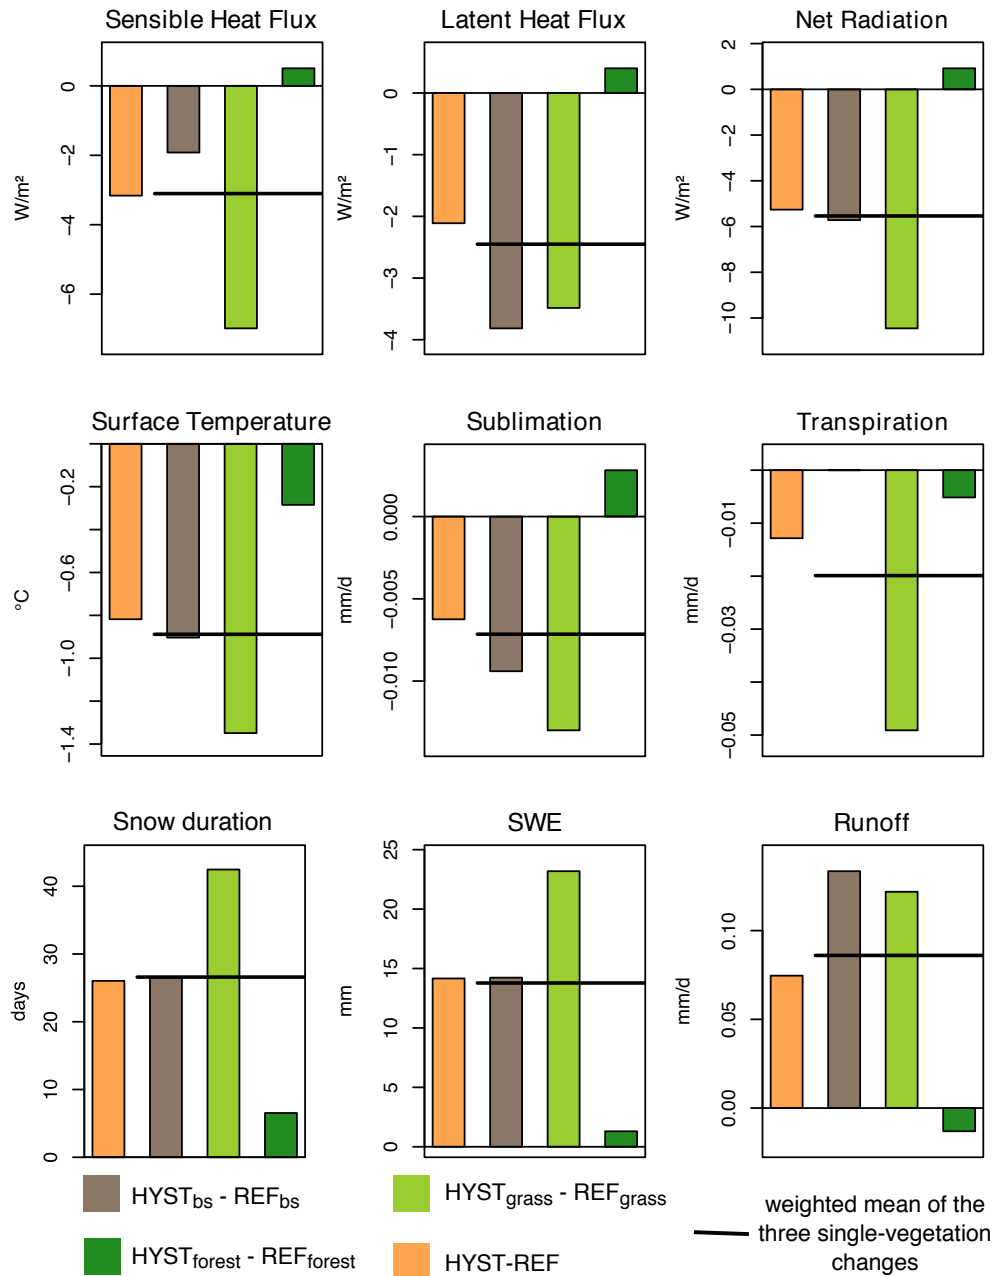 Sensible Heat Flux
W/m²
0
−2
−4
−6
Latent Heat Flux
W/m²
0
−1
−2
−3
−4
Net Radiation
W/m²
2
0
−2
−4
−6
−8
−10
Surface Temperature
°C
−0.2
−0.6
−1.0
−1.4
Sublimation
mm/d
0.000
−0.005
−0.010
Transpiration
mm/d
−0.01
−0.03
−0.05
Snow duration
days
40
30
20
10
0
SWE
mm
25
20
15
10
5
0
Runoff
mm/d
0.10
0.05
0.00
HYSTbs - REFbs
HYSTgrass - REFgrass
HYSTforest - REFforest
HYST-REF
weighted mean of the
three single-vegetation
changes